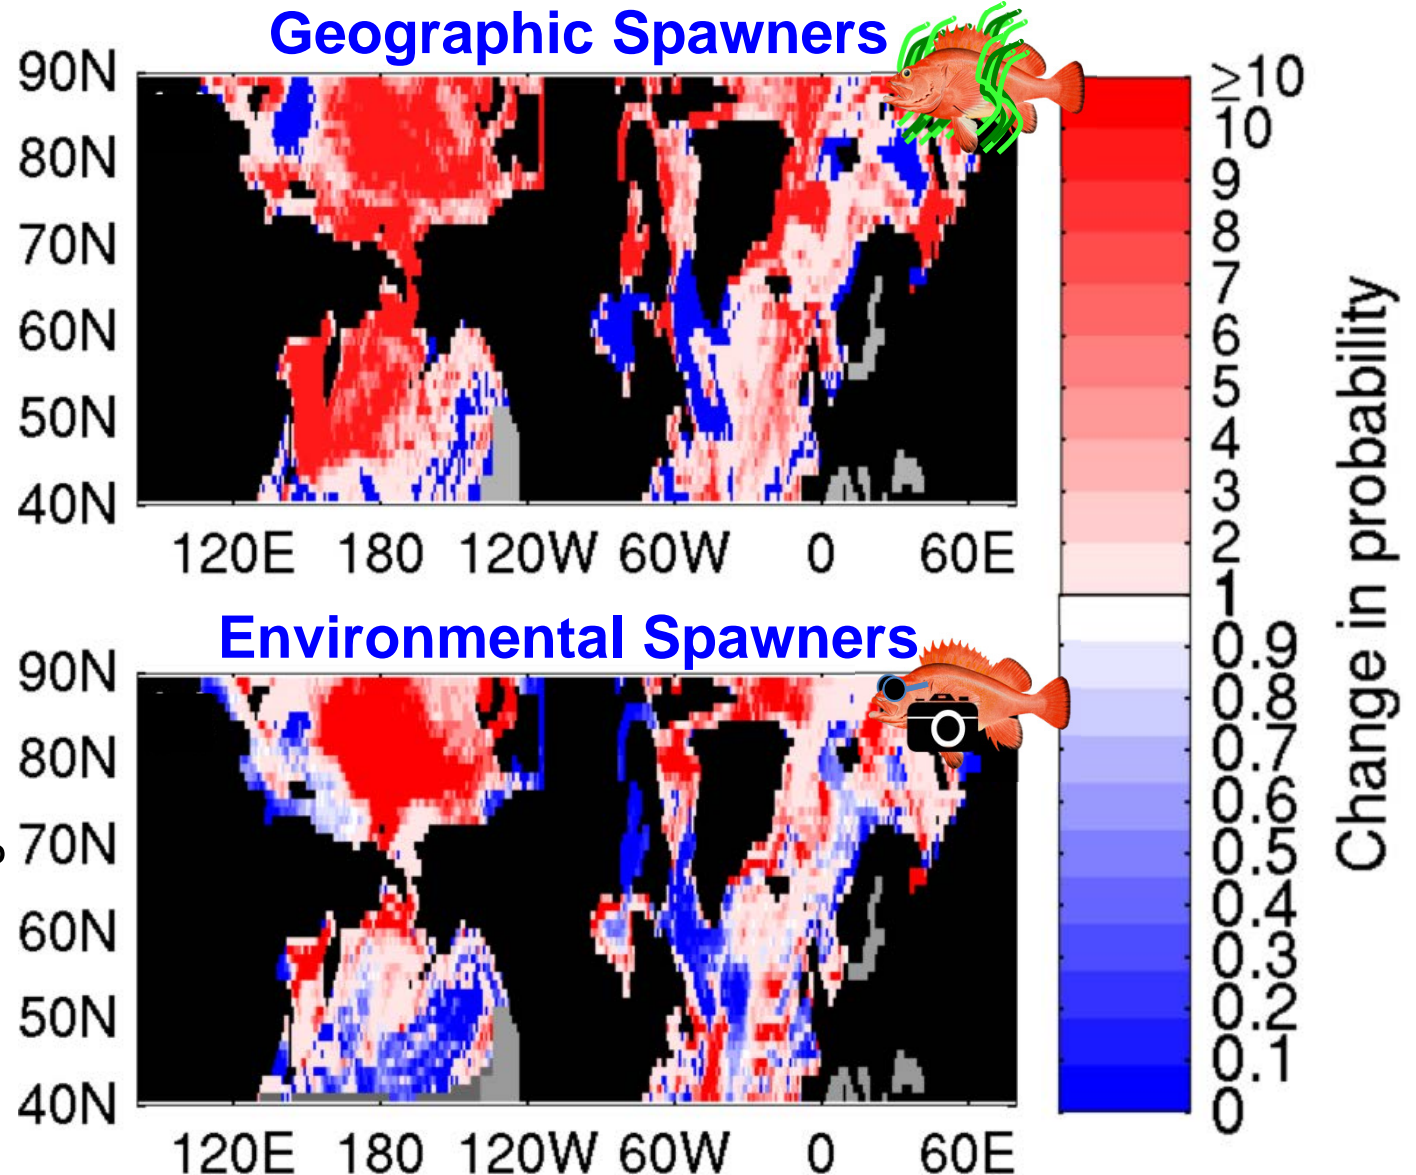 Geographic Spawners
90N
80N
70N
60N
50N
40N
120E 180 120W 60W 0 60E
Environmental Spawners
90N
80N
70N
60N
50N
40N
120E 180 120W 60W 0 60E
≥10
10
9
8
7
6
5
4
3
2
1
0.9
0.8
0.7
0.6
0.5
0.4
0.3
0.2
0.1
0
Change in probability